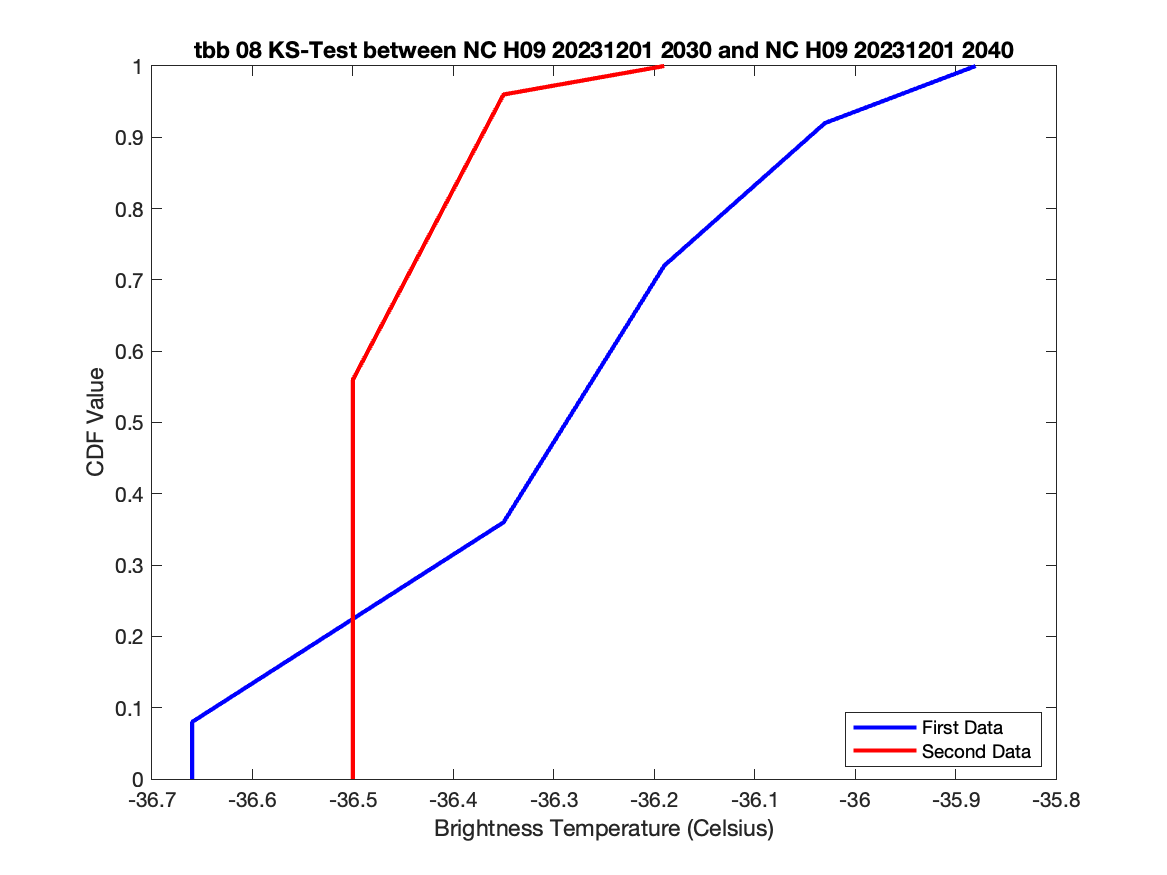 tbb 08 KS-Test between NC H09 20231201 2030 and NC H09 20231201 2040
1
0.9
0.8
0.7
0.6
0.5
0.4
0.3
0.2
0.1
0
CDF Value
First Data
Second Data
-36.7 -36.6 -36.5 -36.4 -36.3 -36.2 -36.1 -36 -35.9 -35.8
Brightness Temperature (Celsius)